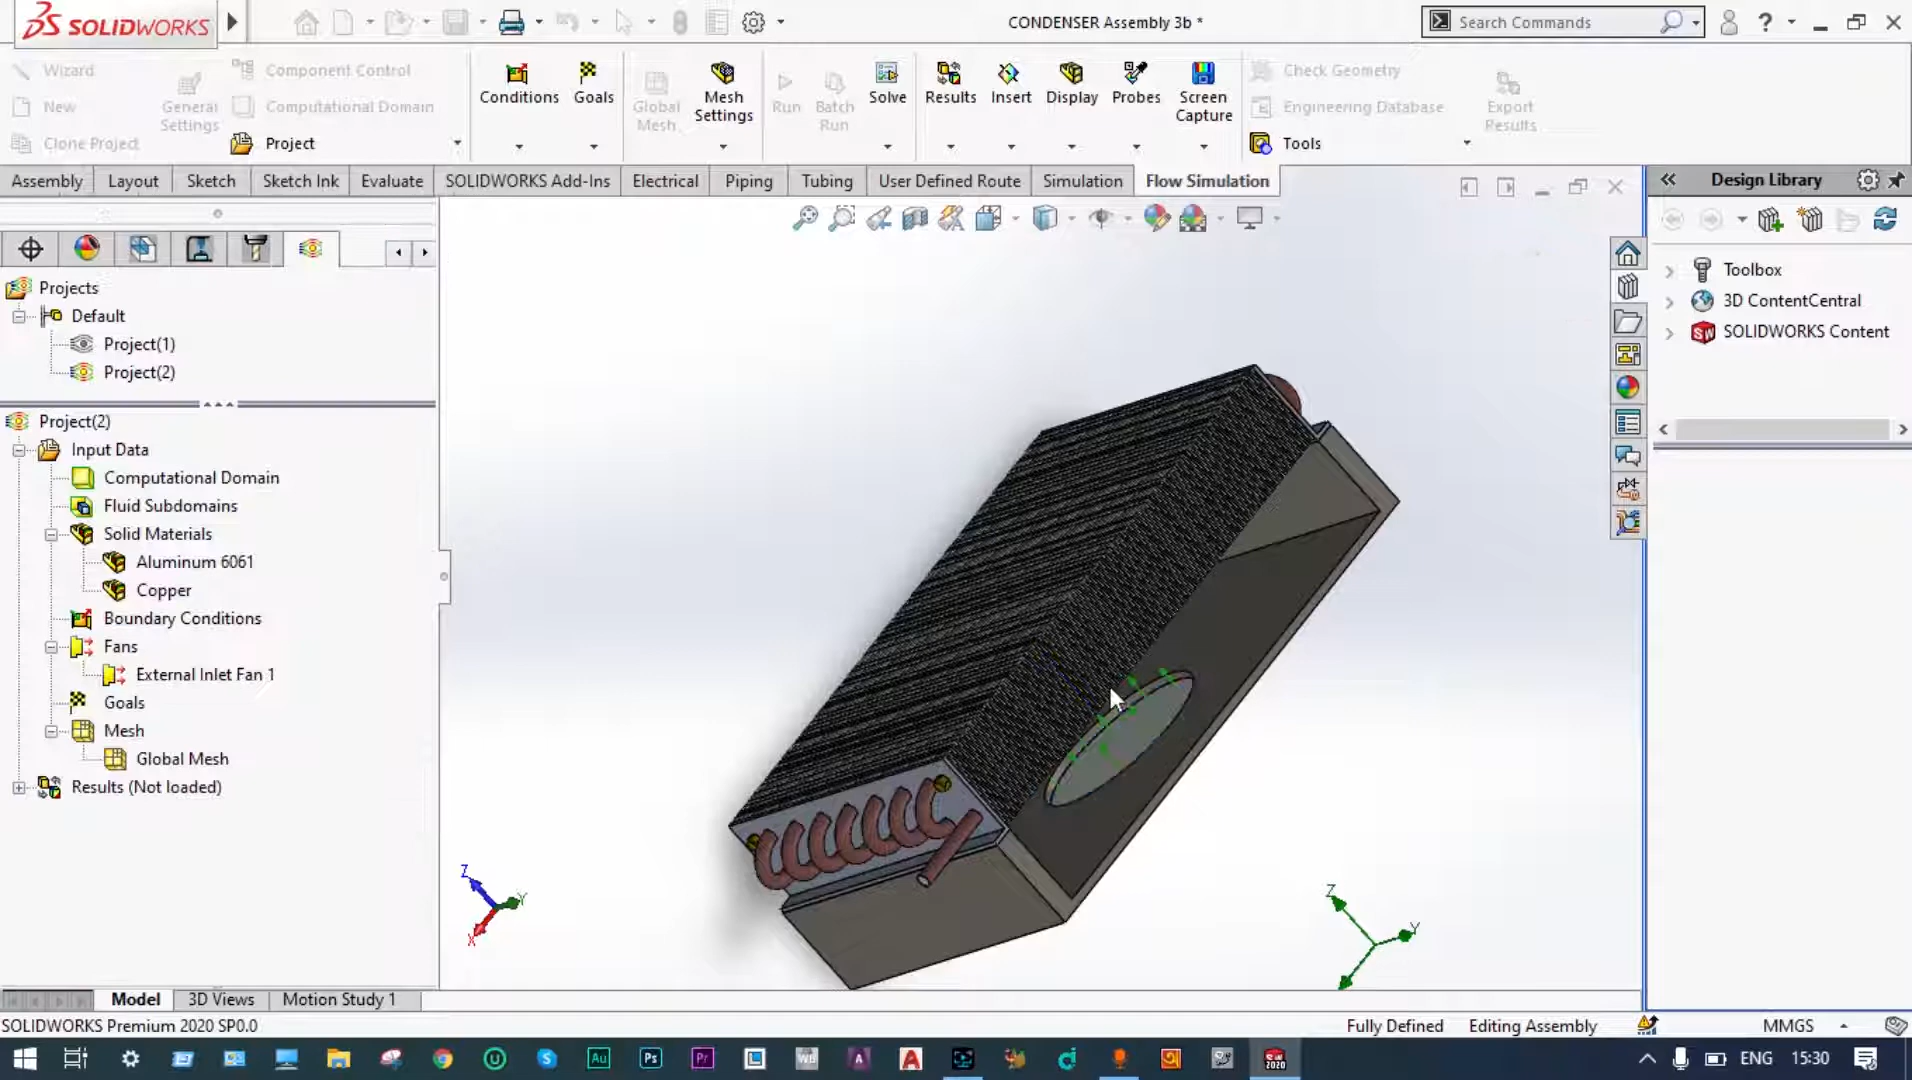 SOLIDWORKS
CONDENSER Assembly 3b *
Search Commands
?
Wizard
New
Clone Project
General Settings
Component Control
Computational Domain
Project
Conditions
Goals
Global Mesh
Mesh Settings
Run
Batch Run
Solve
Results
Insert
Display
Probes
Screen Capture
Check Geometry
Engineering Database
Tools
Export Results
Assembly
Layout
Sketch
Sketch Ink
Evaluate
SOLIDWORKS Add-Ins
Electrical
Piping
Tubing
User Defined Route
Simulation
Flow Simulation
Design Library
Toolbox
3D ContentCentral
SOLIDWORKS Content
Projects
Default
Project(1)
Project(2)
Project(2)
Input Data
Computational Domain
Fluid Subdomains
Solid Materials
Aluminum 6061
Copper
Boundary Conditions
Fans
External Inlet Fan 1
Goals
Mesh
Global Mesh
Results (Not loaded)
Z
Y
X
Z
Y
Model
3D Views
Motion Study 1
SOLIDWORKS Premium 2020 SP0.0
Fully Defined
Editing Assembly
MMGS
Au
Ps
Pr
WB
A
A
SW 2020
ENG
15:30